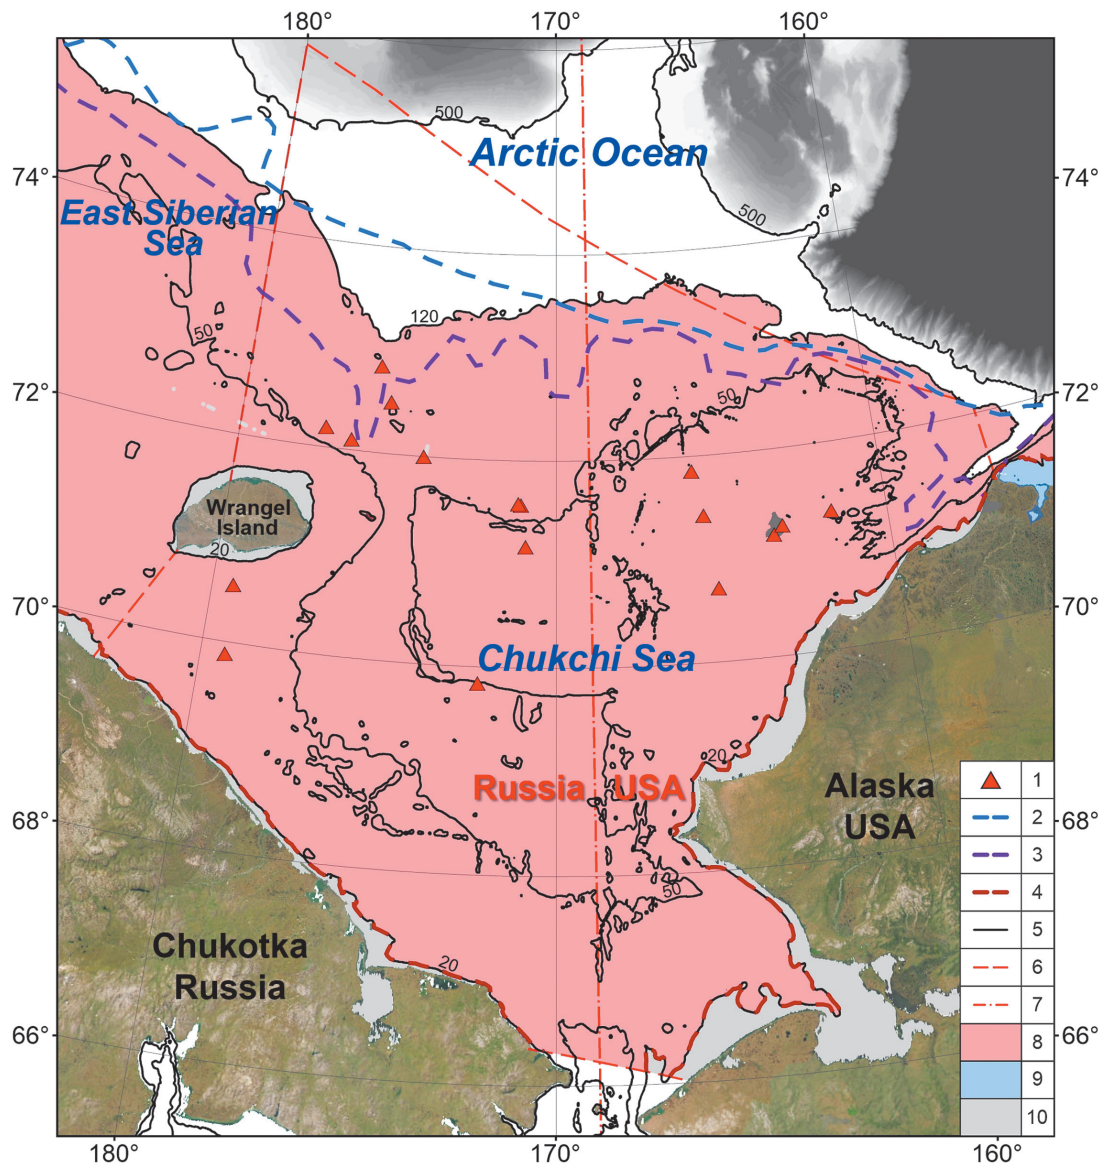 180° 170° 160°
500
Arctic Ocean
74° 74°
500
East Siberian
Sea
120
50
72° 72°
50
Wrangel
Island
20
70° 70°
Chukchi Sea
20
Russia USA
Alaska
USA
68° 68°
50
Chukotka
Russia
20
66° 66°
1
2
3
4
5
6
7
8
9
10
180° 170° 160°